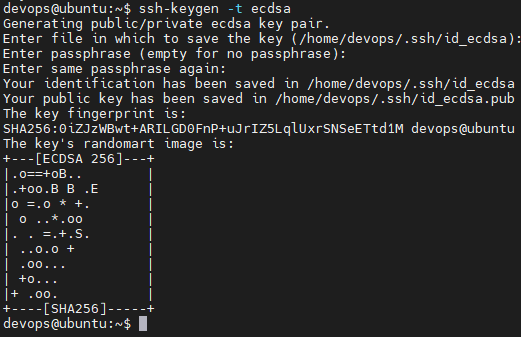 devops@ubuntu:~$ ssh-keygen -t ecdsa
Generating public/private ecdsa key pair.
Enter file in which to save the key (/home/devops/.ssh/id_ecdsa):
Enter passphrase (empty for no passphrase):
Enter same passphrase again:
Your identification has been saved in /home/devops/.ssh/id_ecdsa
Your public key has been saved in /home/devops/.ssh/id_ecdsa.pub
The key fingerprint is:
SHA256:0iZJzWBwt+ARILGD0FnP+uJrIZ5LqlUxrSNSeETtd1M devops@ubuntu
The key's randomart image is:
+---[ECDSA 256]---+
|.o==+oB..        |
|.+oo.B B .E      |
|o =.o * +.       |
| o ..*.oo        |
|. . =.+.S.       |
| ..o.o +         |
| .oo...          |
| +o...           |
|+ .oo.           |
+----[SHA256]-----+
devops@ubuntu:~$